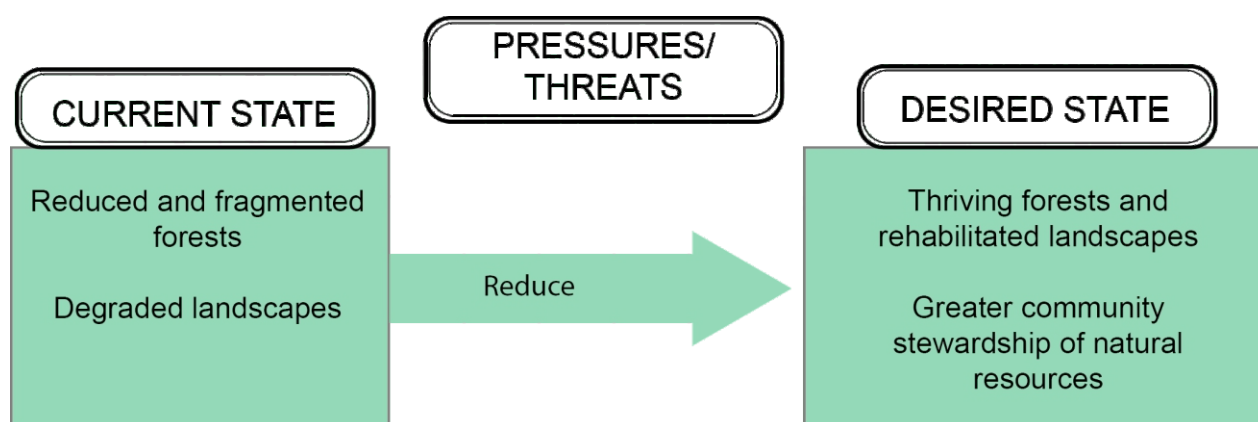 CURRENT STATE
Reduced and fragmented
forests
Degraded landscapes
PRESSURES/
THREATS
Reduce
DESIRED STATE
Thriving forests and
rehabilitated landscapes
Greater community
stewardship of natural
resources